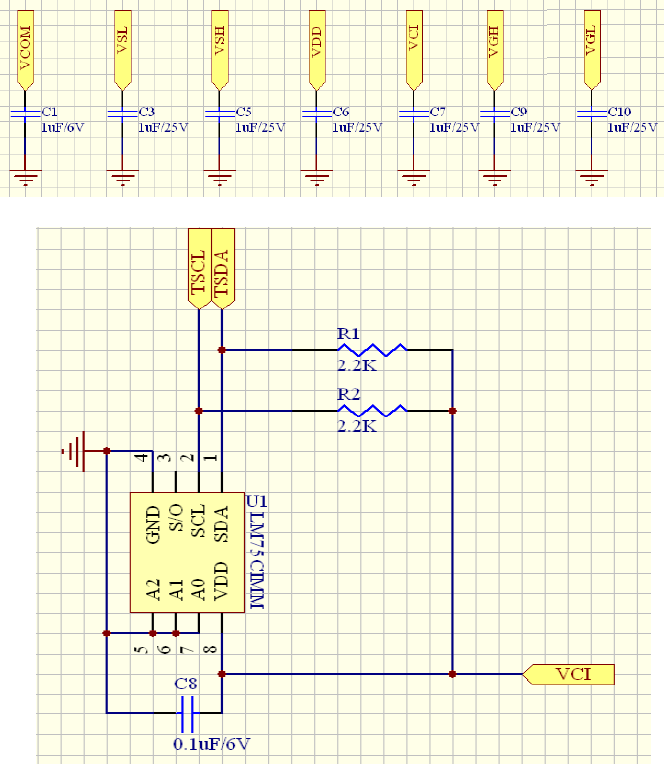 VCOM VSL VSH VDD VCI VGH VGL
C1 C3 C5 C6 C7 C9 C10
1uF/6V 1uF/25V 1uF/25V 1uF/25V 1uF/25V 1uF/25V 1uF/25V
TSCL TSDA
R1
2.2K
R2
2.2K
4 3 2 1
U1
LM75CIMM
GND S/O SCL SDA
A2 A1 A0 VDD
5 6 7 8
VCI
C8
0.1uF/6V